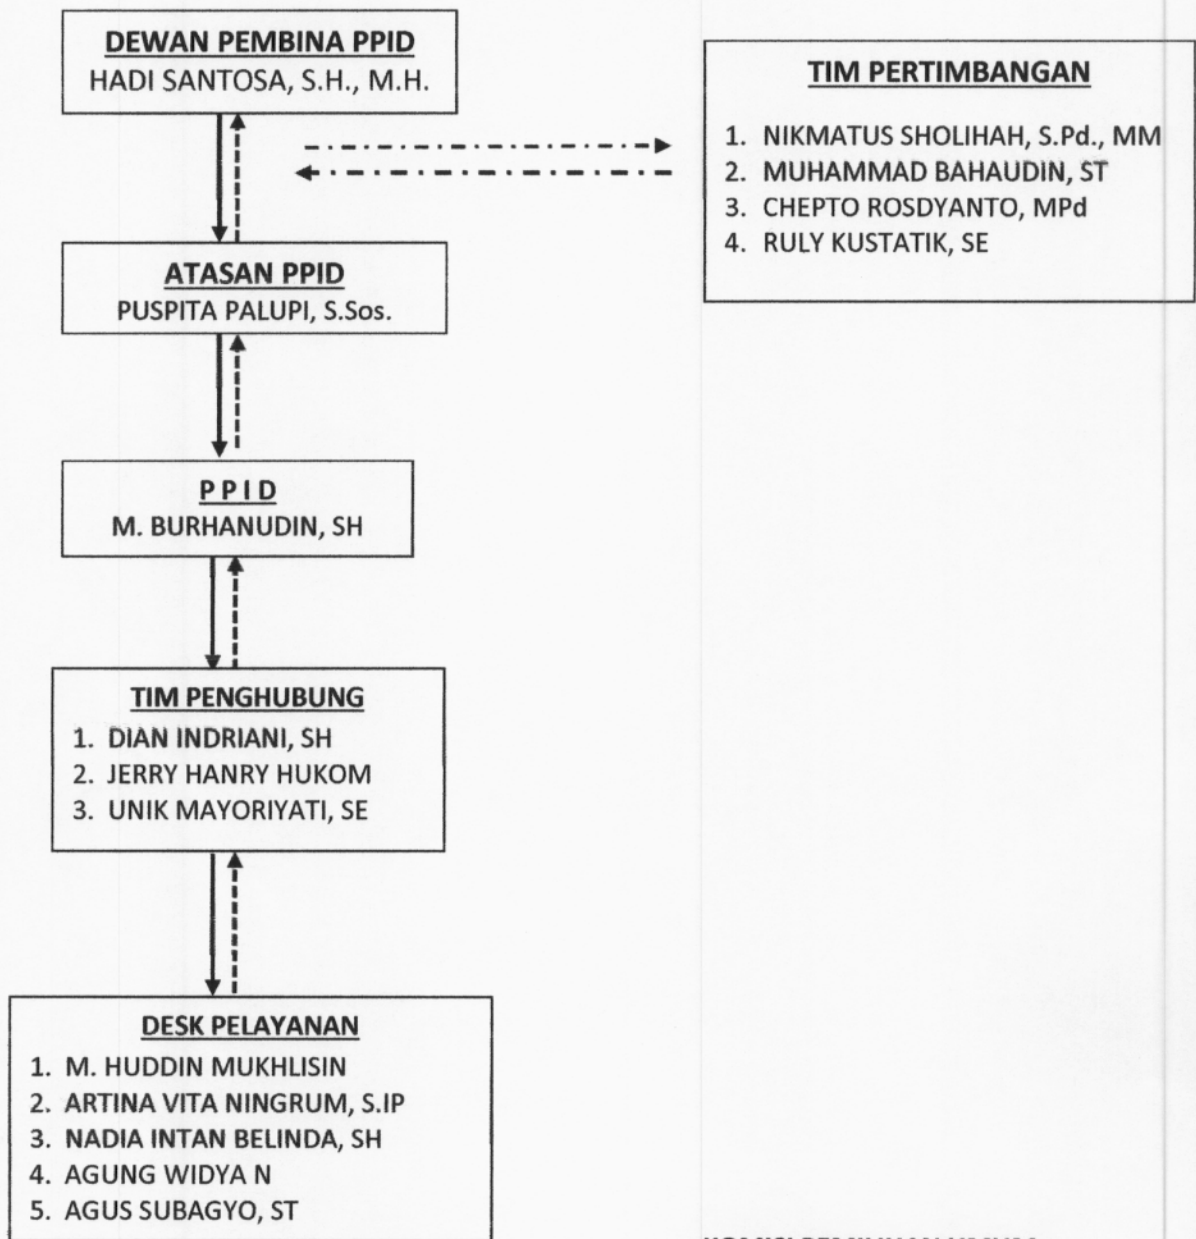 DEWAN PEMBINA PPID
HADI SANTOSA, S.H., M.H.
TIM PERTIMBANGAN
1. NIKMATUS SHOLIHAH, S.Pd., MM
2. MUHAMMAD BAHAUDIN, ST
3. CHEPTO ROSDYANTO, MPd
4. RULY KUSTATIK, SE
ATASAN PPID
PUSPITA PALUPI, S.Sos.
P P I D
M. BURHANUDIN, SH
TIM PENGHUBUNG
1. DIAN INDRIANI, SH
2. JERRY HANRY HUKOM
3. UNIK MAYORIYATI, SE
DESK PELAYANAN
1. M. HUDDIN MUKHLISIN
2. ARTINA VITA NINGRUM, S.IP
3. NADIA INTAN BELINDA, SH
4. AGUNG WIDYA N
5. AGUS SUBAGYO, ST